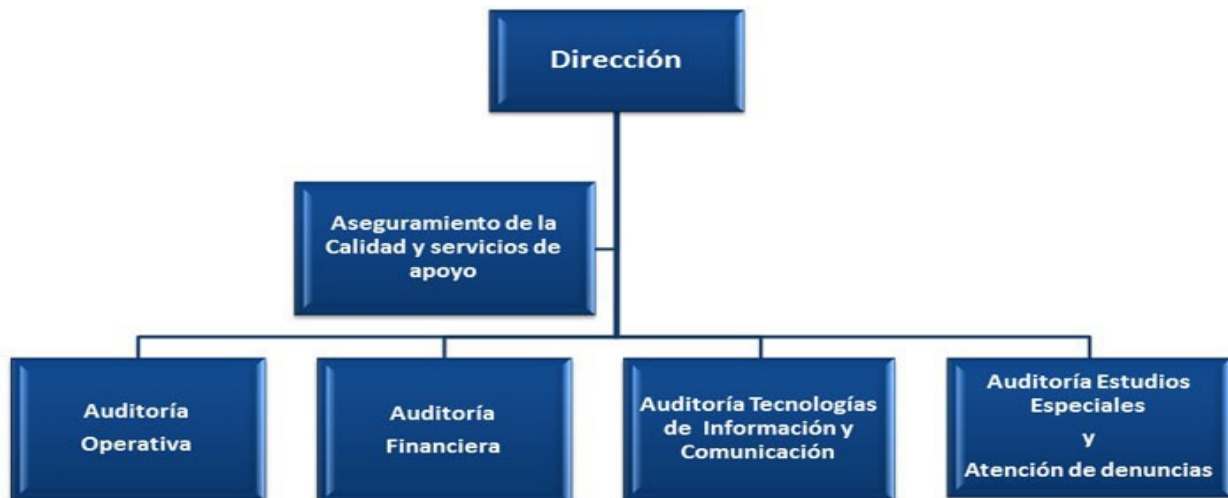 Dirección
Aseguramiento de la
Calidad y servicios de
apoyo
Auditoría
Operativa
Auditoría
Financiera
Auditoría Tecnologías
de Información y
Comunicación
Auditoría Estudios
Especiales
y
Atención de denuncias